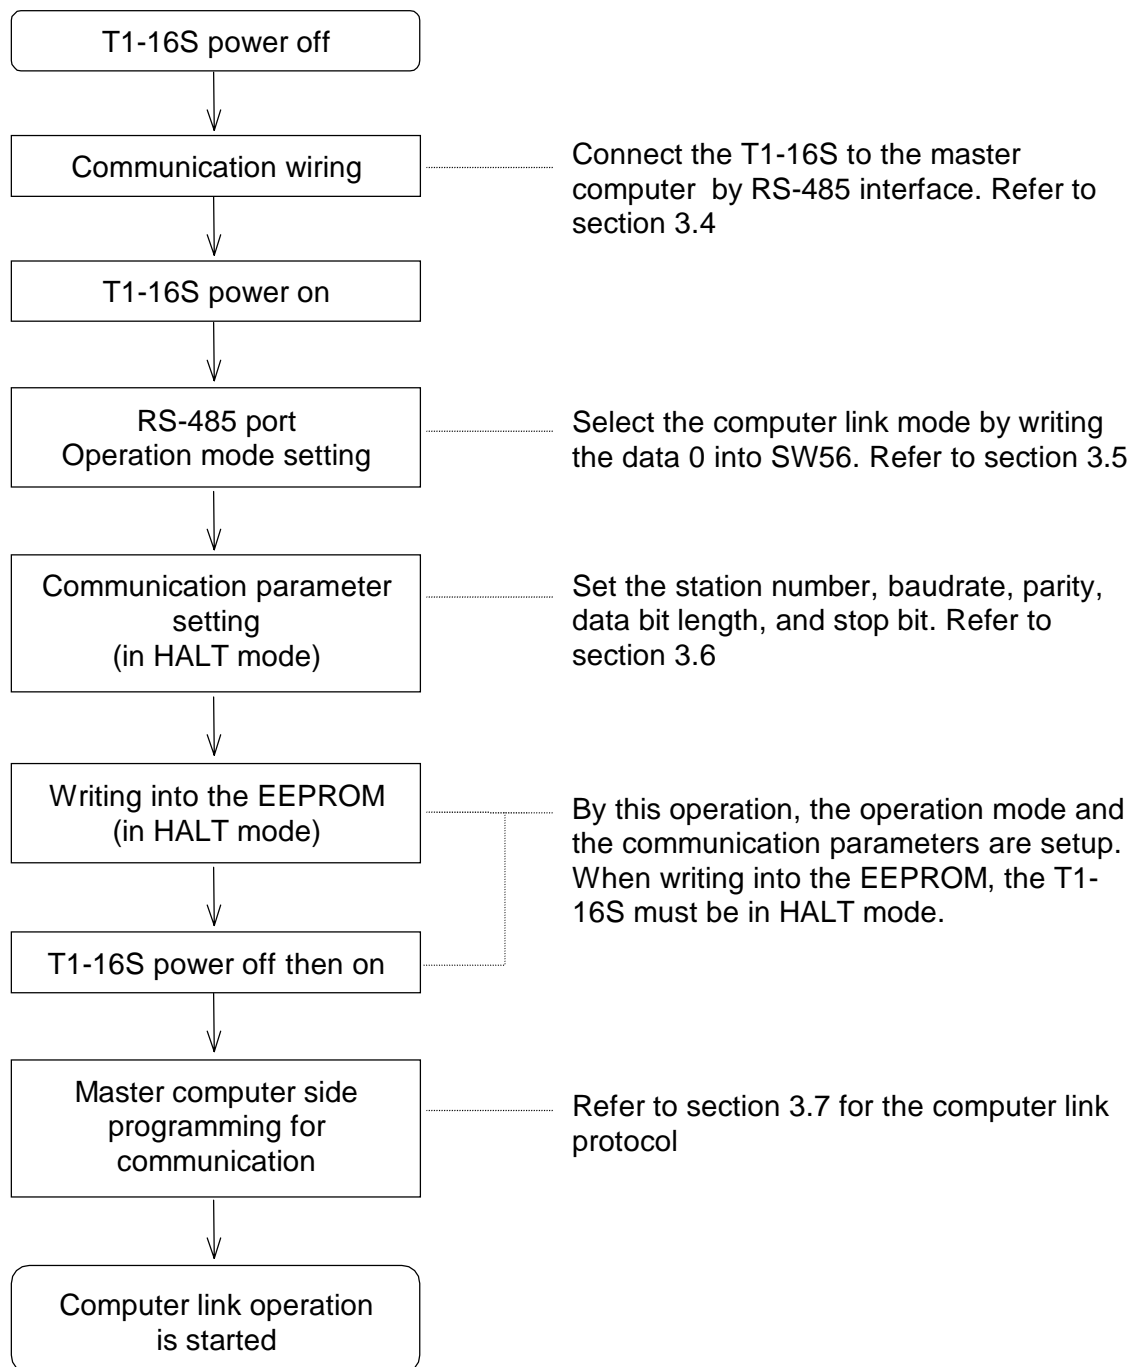 T1-16S power off
Communication wiring
Connect the T1-16S to the master
computer by RS-485 interface. Refer to
section 3.4
T1-16S power on
RS-485 port
Operation mode setting
Select the computer link mode by writing
the data 0 into SW56. Refer to section 3.5
Communication parameter
setting
(in HALT mode)
Set the station number, baudrate, parity,
data bit length, and stop bit. Refer to
section 3.6
Writing into the EEPROM
(in HALT mode)
By this operation, the operation mode and
the communication parameters are setup.
When writing into the EEPROM, the T1-
16S must be in HALT mode.
T1-16S power off then on
Master computer side
programming for
communication
Refer to section 3.7 for the computer link
protocol
Computer link operation
is started